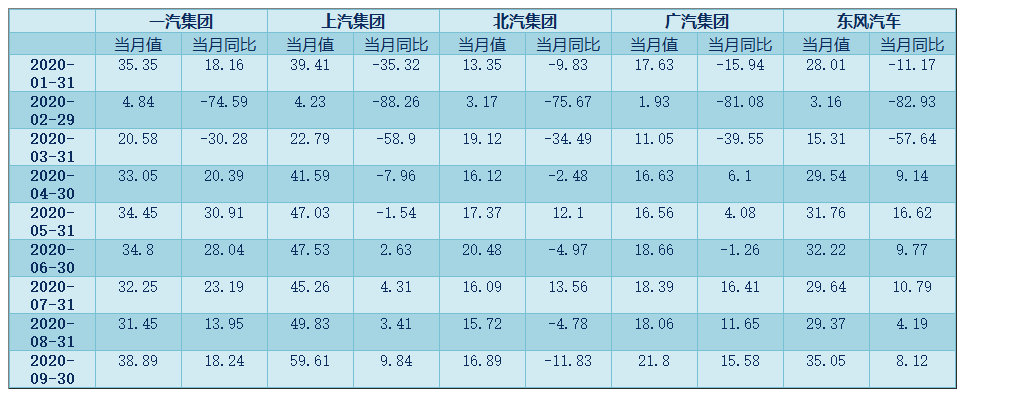 一汽集团 上汽集团 北汽集团 广汽集团 东风汽车
当月值 当月同比 当月值 当月同比 当月值 当月同比 当月值 当月同比 当月值 当月同比
2020-01-31 35.35 18.16 39.41 -35.32 13.35 -9.83 17.63 -15.94 28.01 -11.17
2020-02-29 4.84 -74.59 4.23 -88.26 3.17 -75.67 1.93 -81.08 3.16 -82.93
2020-03-31 20.58 -30.28 22.79 -58.9 19.12 -34.49 11.05 -39.55 15.31 -57.64
2020-04-30 33.05 20.39 41.59 -7.96 16.12 -2.48 16.63 6.1 29.54 9.14
2020-05-31 34.45 30.91 47.03 -1.54 17.37 12.1 16.56 4.08 31.76 16.62
2020-06-30 34.8 28.04 47.53 2.63 20.48 -4.97 18.66 -1.26 32.22 9.77
2020-07-31 32.25 23.19 45.26 4.31 16.09 13.56 18.39 16.41 29.64 10.79
2020-08-31 31.45 13.95 49.83 3.41 15.72 -4.78 18.06 11.65 29.37 4.19
2020-09-30 38.89 18.24 59.61 9.84 16.89 -11.83 21.8 15.58 35.05 8.12